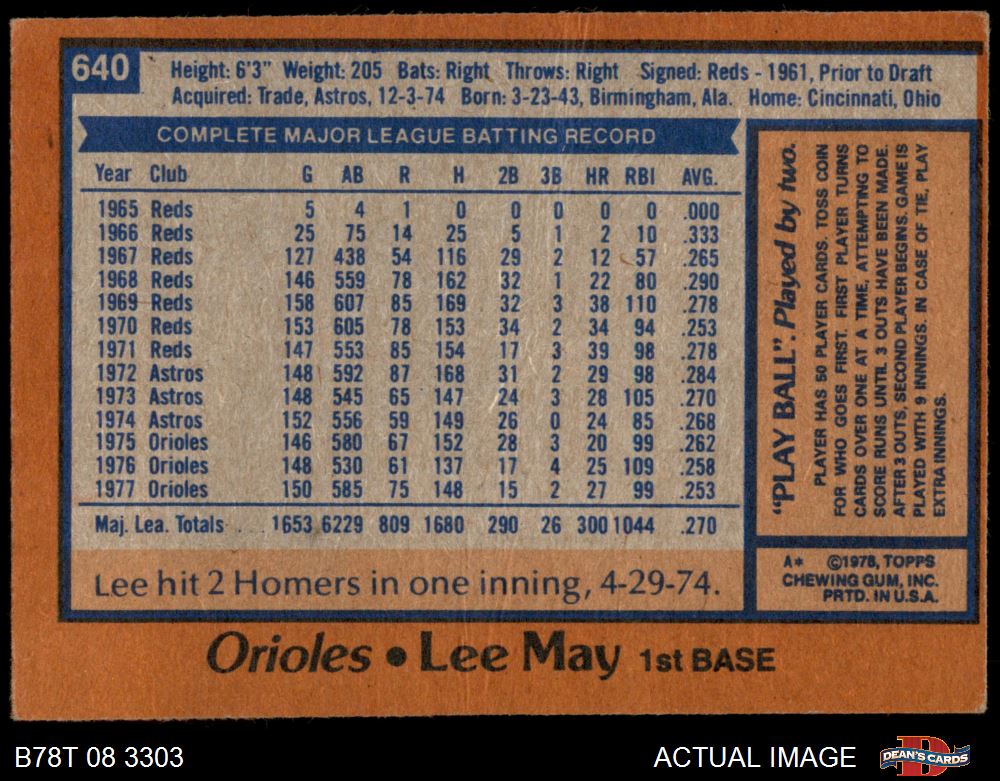 640
Height: 6'3" Weight: 205 Bats: Right Throws: Right Signed: Reds - 1961, Prior to Draft
Acquired: Trade, Astros, 12-3-74 Born: 3-23-43, Birmingham, Ala. Home: Cincinnati, Ohio
COMPLETE MAJOR LEAGUE BATTING RECORD
Year Club G AB R H 2B 3B HR RBI AVG.
1965 Reds 5 4 1 0 0 0 0 0 .000
1966 Reds 25 75 14 25 5 1 2 10 .333
1967 Reds 127 438 54 116 29 2 12 57 .265
1968 Reds 146 559 78 162 32 1 22 80 .290
1969 Reds 158 607 85 169 32 3 38 110 .278
1970 Reds 153 605 78 153 34 2 34 94 .253
1971 Reds 147 553 85 154 17 3 39 98 .278
1972 Astros 148 592 87 168 31 2 29 98 .284
1973 Astros 148 545 65 147 24 3 28 105 .270
1974 Astros 152 556 59 149 26 0 24 85 .268
1975 Orioles 146 580 67 152 28 3 20 99 .262
1976 Orioles 148 530 61 137 17 4 25 109 .258
1977 Orioles 150 585 75 148 15 2 27 99 .253
Maj. Lea. Totals . . . 1653 6229 809 1680 290 26 300 1044 .270
Lee hit 2 Homers in one inning, 4-29-74.
"PLAY BALL". Played by two.
PLAYER HAS 50 PLAYER CARDS. TOSS COIN
FOR WHO GOES FIRST. FIRST PLAYER TURNS
CARDS OVER ONE AT A TIME, ATTEMPTING TO
SCORE RUNS UNTIL 3 OUTS HAVE BEEN MADE.
AFTER 3 OUTS, SECOND PLAYER BEGINS. GAME IS
PLAYED WITH 9 INNINGS. IN CASE OF TIE, PLAY
EXTRA INNINGS.
A* ©1978, TOPPS
CHEWING GUM, INC.
PRTD. IN U.S.A.
Orioles • Lee May 1st BASE
B78T 08 3303
ACTUAL IMAGE
DEAN'S CARDS